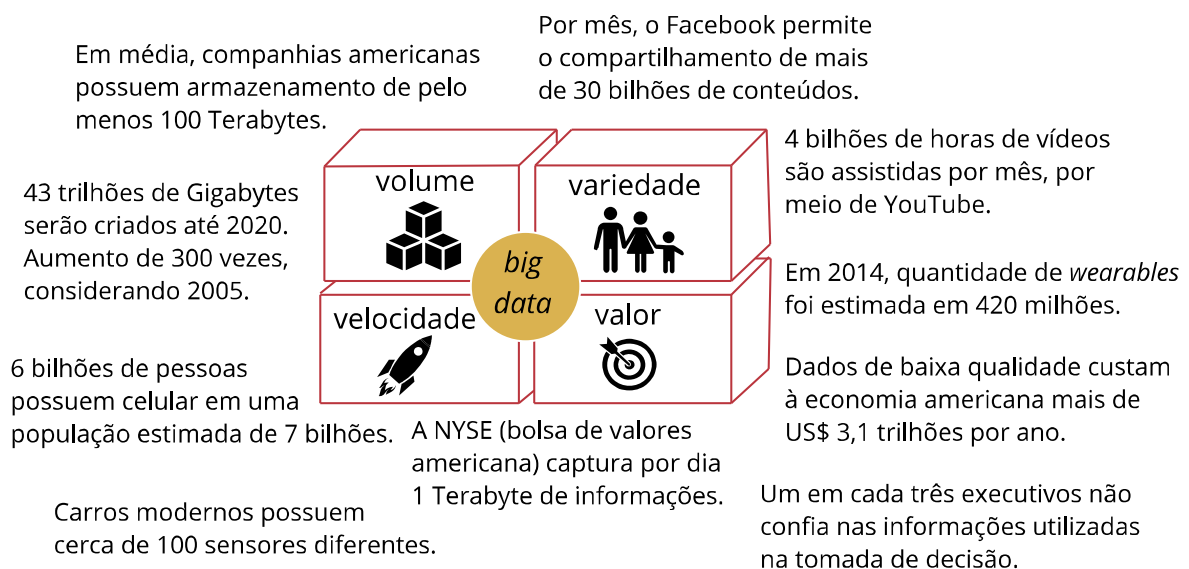 Em média, companhias americanas
possuem armazenamento de pelo
menos 100 Terabytes.
Por mês, o Facebook permite
o compartilhamento de mais
de 30 bilhões de conteúdos.
43 trilhões de Gigabytes
serão criados até 2020.
Aumento de 300 vezes,
considerando 2005.
volume
variedade
big
data
velocidade
valor
4 bilhões de horas de vídeos
são assistidas por mês, por
meio de YouTube.
Em 2014, quantidade de wearables
foi estimada em 420 milhões.
6 bilhões de pessoas
possuem celular em uma
população estimada de 7 bilhões.
A NYSE (bolsa de valores
americana) captura por dia
1 Terabyte de informações.
Dados de baixa qualidade custam
à economia americana mais de
US$ 3,1 trilhões por ano.
Carros modernos possuem
cerca de 100 sensores diferentes.
Um em cada três executivos não
confia nas informações utilizadas
na tomada de decisão.